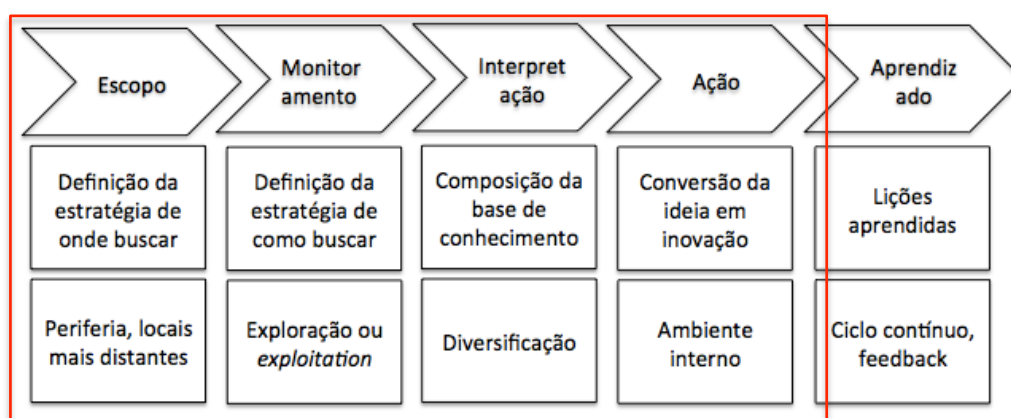 Escopo
Monitor
amento
Interpret
ação
Ação
Aprendiz
ado
Definição da
estratégia de
onde buscar
Definição da
estratégia de
como buscar
Composição da
base de
conhecimento
Conversão da
ideia em
inovação
Lições
aprendidas
Periferia, locais
mais distantes
Exploração ou
exploitation
Diversificação
Ambiente
interno
Ciclo contínuo,
feedback